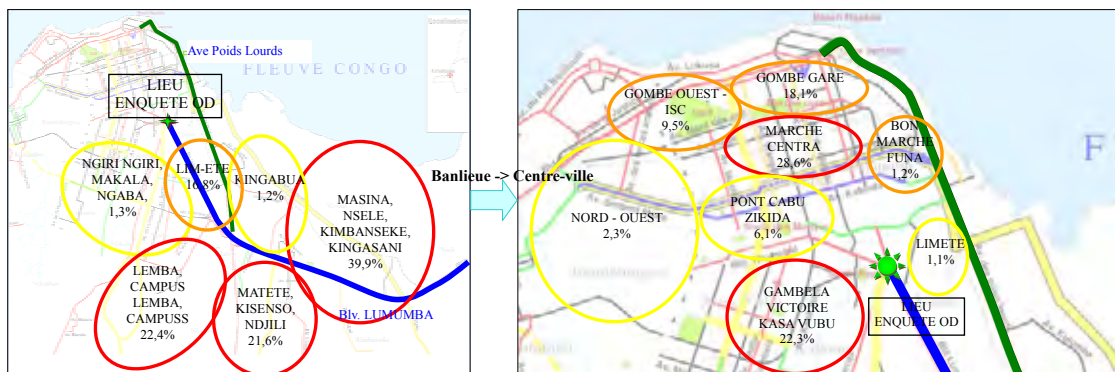 Ave Poids Lourds
FLEUVE CONGO
LIEU
ENQUETE OD
NGIRI NGIRI,
MAKALA,
NGABA,
1,3%
LIM-ETE
16,8%
KINGABUA
1,2%
MASINA,
NSELE,
KIMBANSEKE,
KINGASANI
39,9%
LEMBA,
CAMPUS
LEMBA,
CAMPUSS
22,4%
MATETE,
KISENSO,
NDJILI
21,6%
Blv. LUMUMBA
Banlieue -> Centre-ville
GOMBE OUEST -
ISC
9,5%
GOMBE GARE
18,1%
MARCHE
CENTRA
28,6%
BON
MARCHE
FUNA
1,2%
F
NORD - OUEST
2,3%
PONT CABU
ZIKIDA
6,1%
LIMETE
1,1%
GAMBELA
VICTOIRE
KASA VUBU
22,3%
LIEU
ENQUETE OD